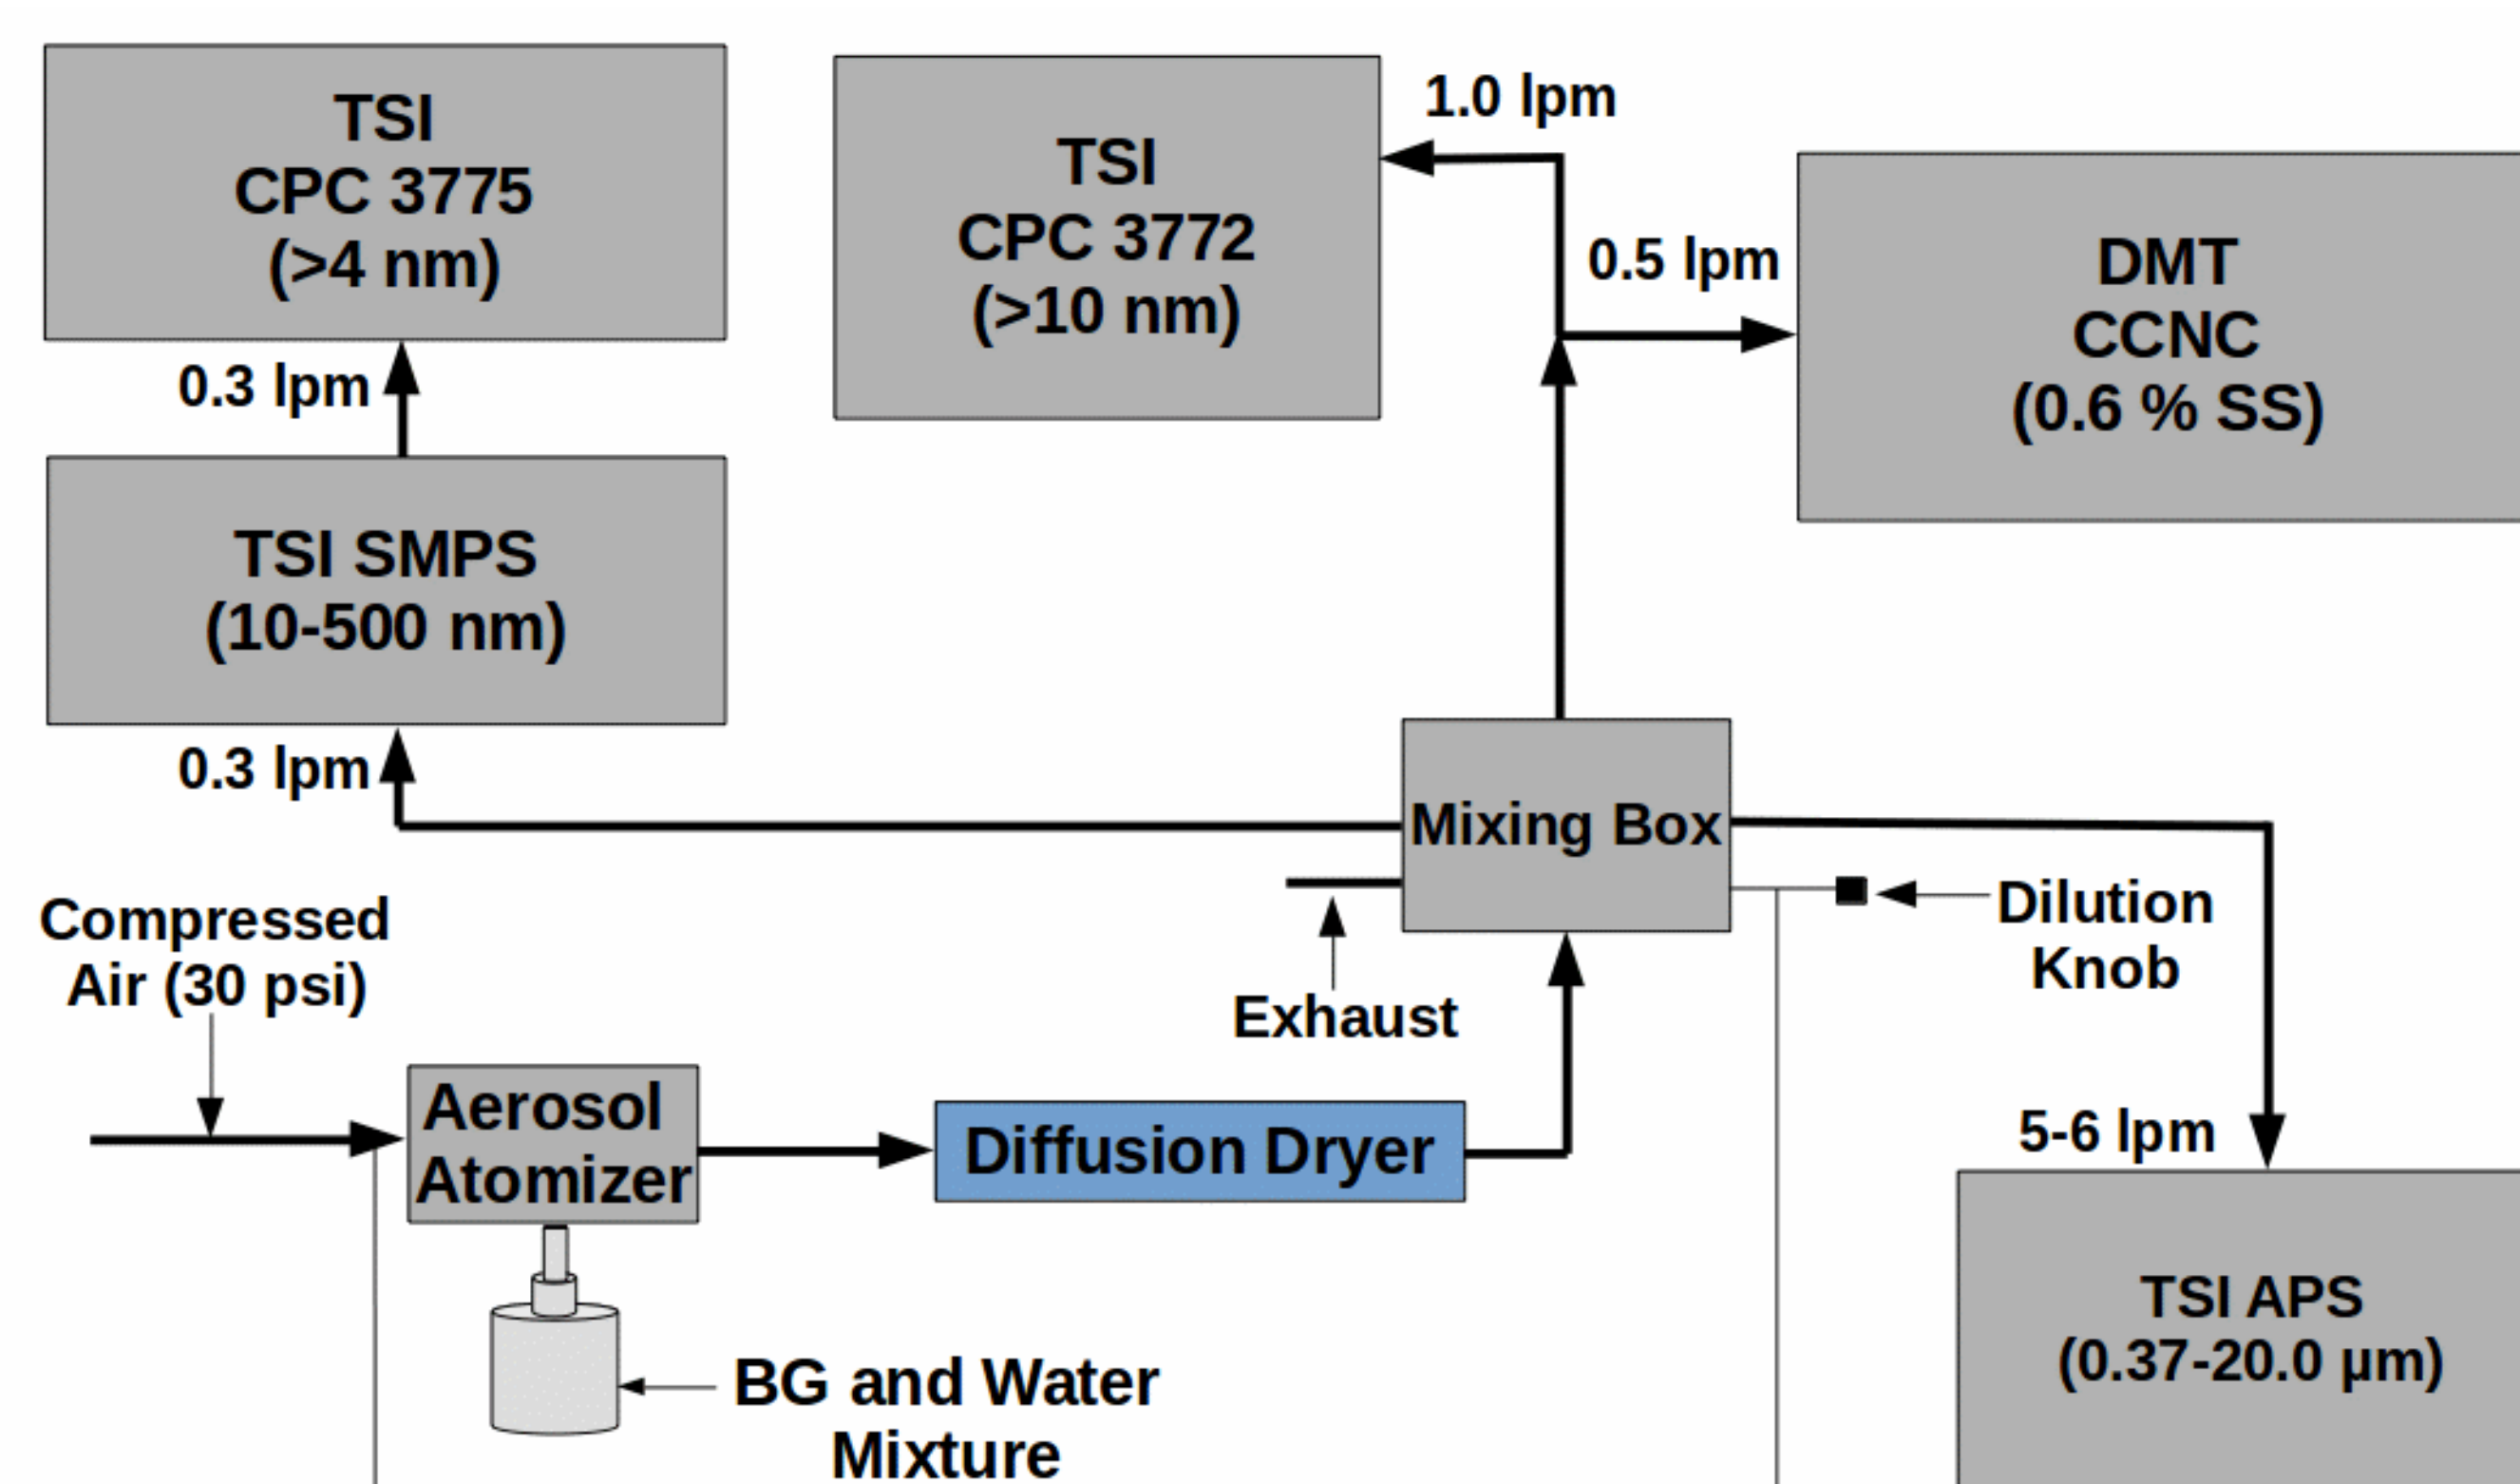 TSI
CPC 3775
(>4 nm)
TSI
CPC 3772
(>10 nm)
1.0 lpm
0.5 lpm
DMT
CCNC
(0.6 % SS)
0.3 lpm
TSI SMPS
(10-500 nm)
0.3 lpm
Mixing Box
Compressed
Air (30 psi)
Exhaust
Dilution
Knob
Aerosol
Atomizer
Diffusion Dryer
5-6 lpm
TSI APS
(0.37-20.0 μm)
BG and Water
Mixture